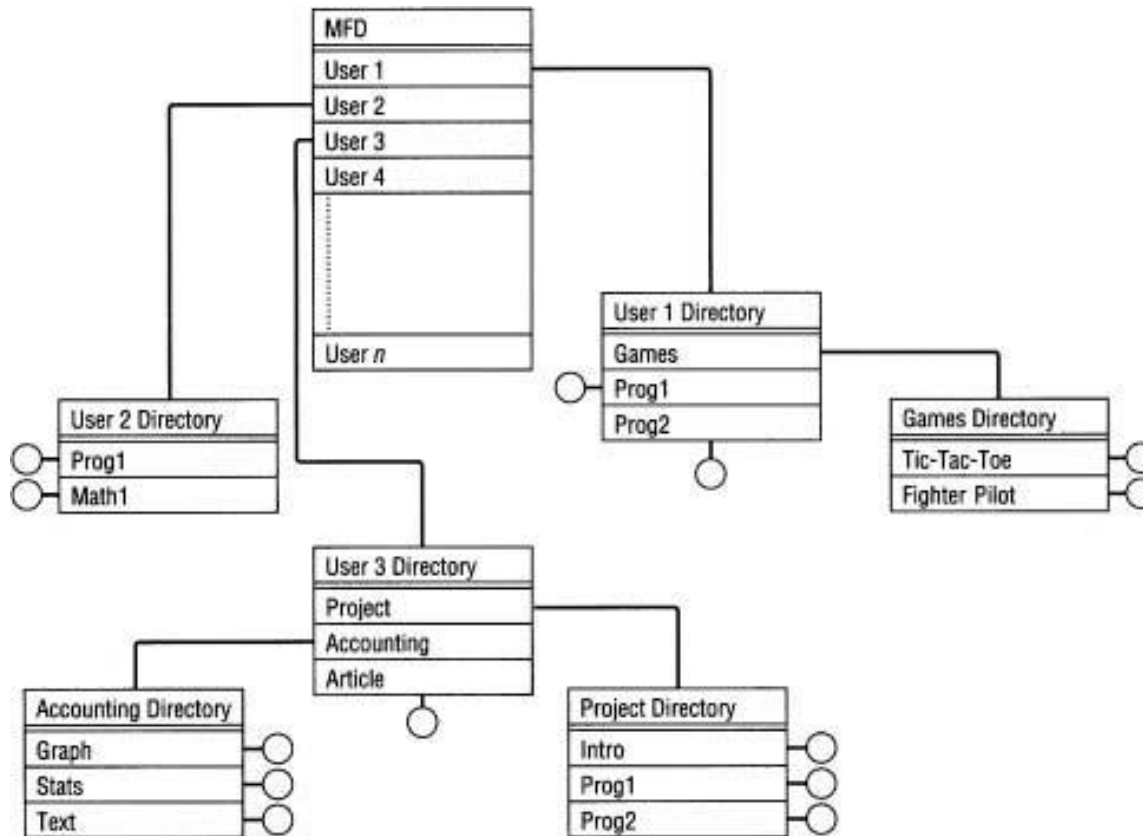 MFD
User 1
User 2
User 3
User 4
User n
User 1 Directory
Games
Prog1
Prog2
User 2 Directory
Prog1
Math1
Games Directory
Tic-Tac-Toe
Fighter Pilot
User 3 Directory
Project
Accounting
Article
Accounting Directory
Graph
Stats
Text
Project Directory
Intro
Prog1
Prog2